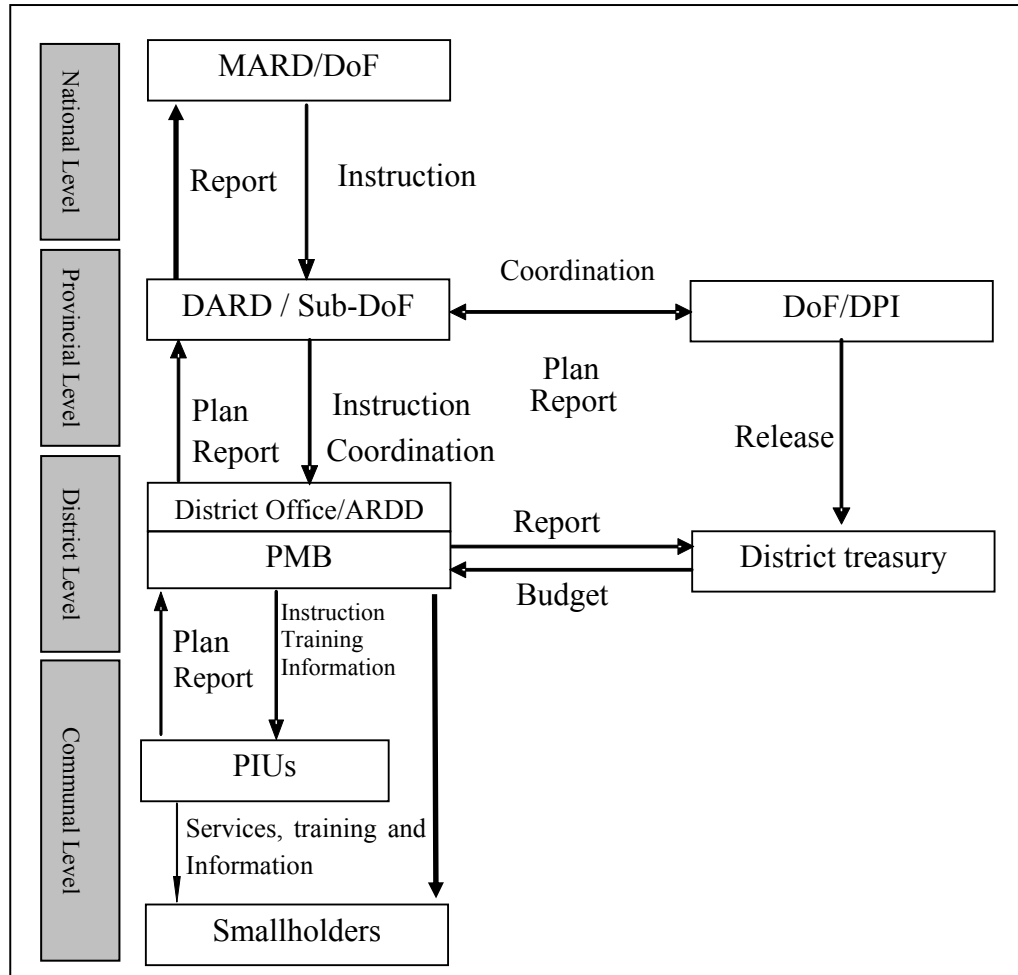 National Level
MARD/DoF
Report
Instruction
Provincial Level
DARD / Sub-DoF
Coordination
DoF/DPI
Plan
Report
Plan
Report
Instruction
Coordination
Release
District Level
District Office/ARDD
PMB
Report
Budget
District treasury
Plan
Report
Instruction
Training
Information
Communal Level
PIUs
Services, training and
Information
Smallholders